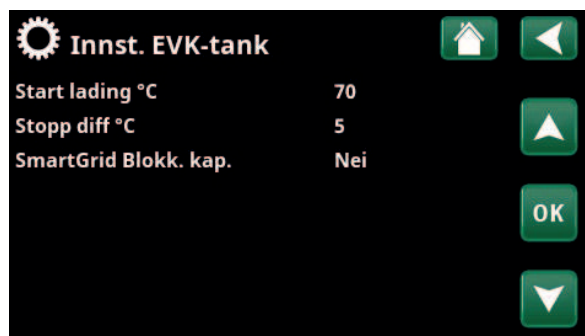 Innst. EVK-tank
Start lading °C 70
Stopp diff °C 5
SmartGrid Blokk. kap. Nei
OK